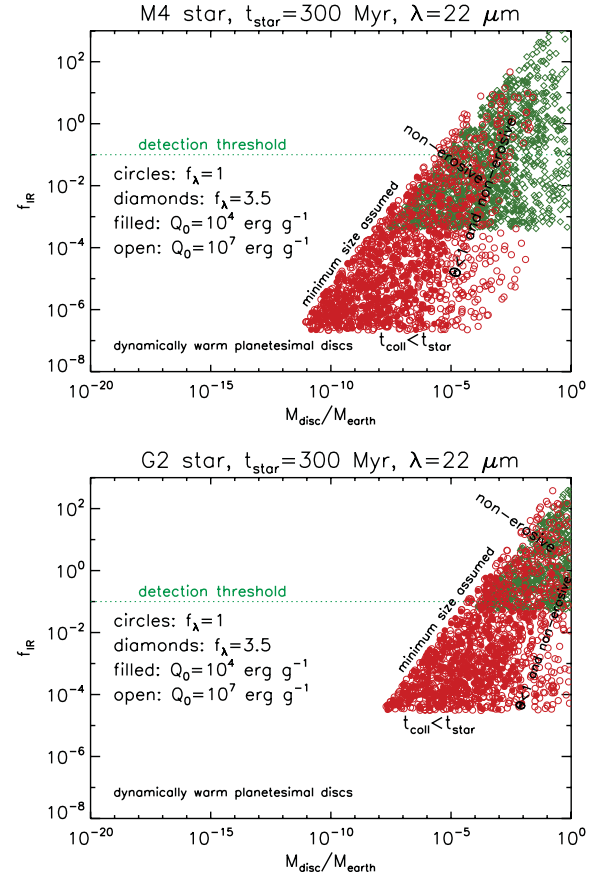 M4 star, t_star=300 Myr, λ=22 μm
10^2
10^0
10^-2
10^-4
10^-6
10^-8
f_IR
detection threshold
circles: f_λ=1
diamonds: f_λ=3.5
filled: Q_0=10^4 erg g^-1
open: Q_0=10^7 erg g^-1
non-erosive
minimum size assumed
Θ<1 and non-erosive
t_coll<t_star
dynamically warm planetesimal discs
10^-20
10^-15
10^-10
10^-5
10^0
M_disc/M_earth
G2 star, t_star=300 Myr, λ=22 μm
10^2
10^0
10^-2
10^-4
10^-6
10^-8
f_IR
detection threshold
circles: f_λ=1
diamonds: f_λ=3.5
filled: Q_0=10^4 erg g^-1
open: Q_0=10^7 erg g^-1
non-erosive
minimum size assumed
Θ<1 and non-erosive
t_coll<t_star
dynamically warm planetesimal discs
10^-20
10^-15
10^-10
10^-5
10^0
M_disc/M_earth